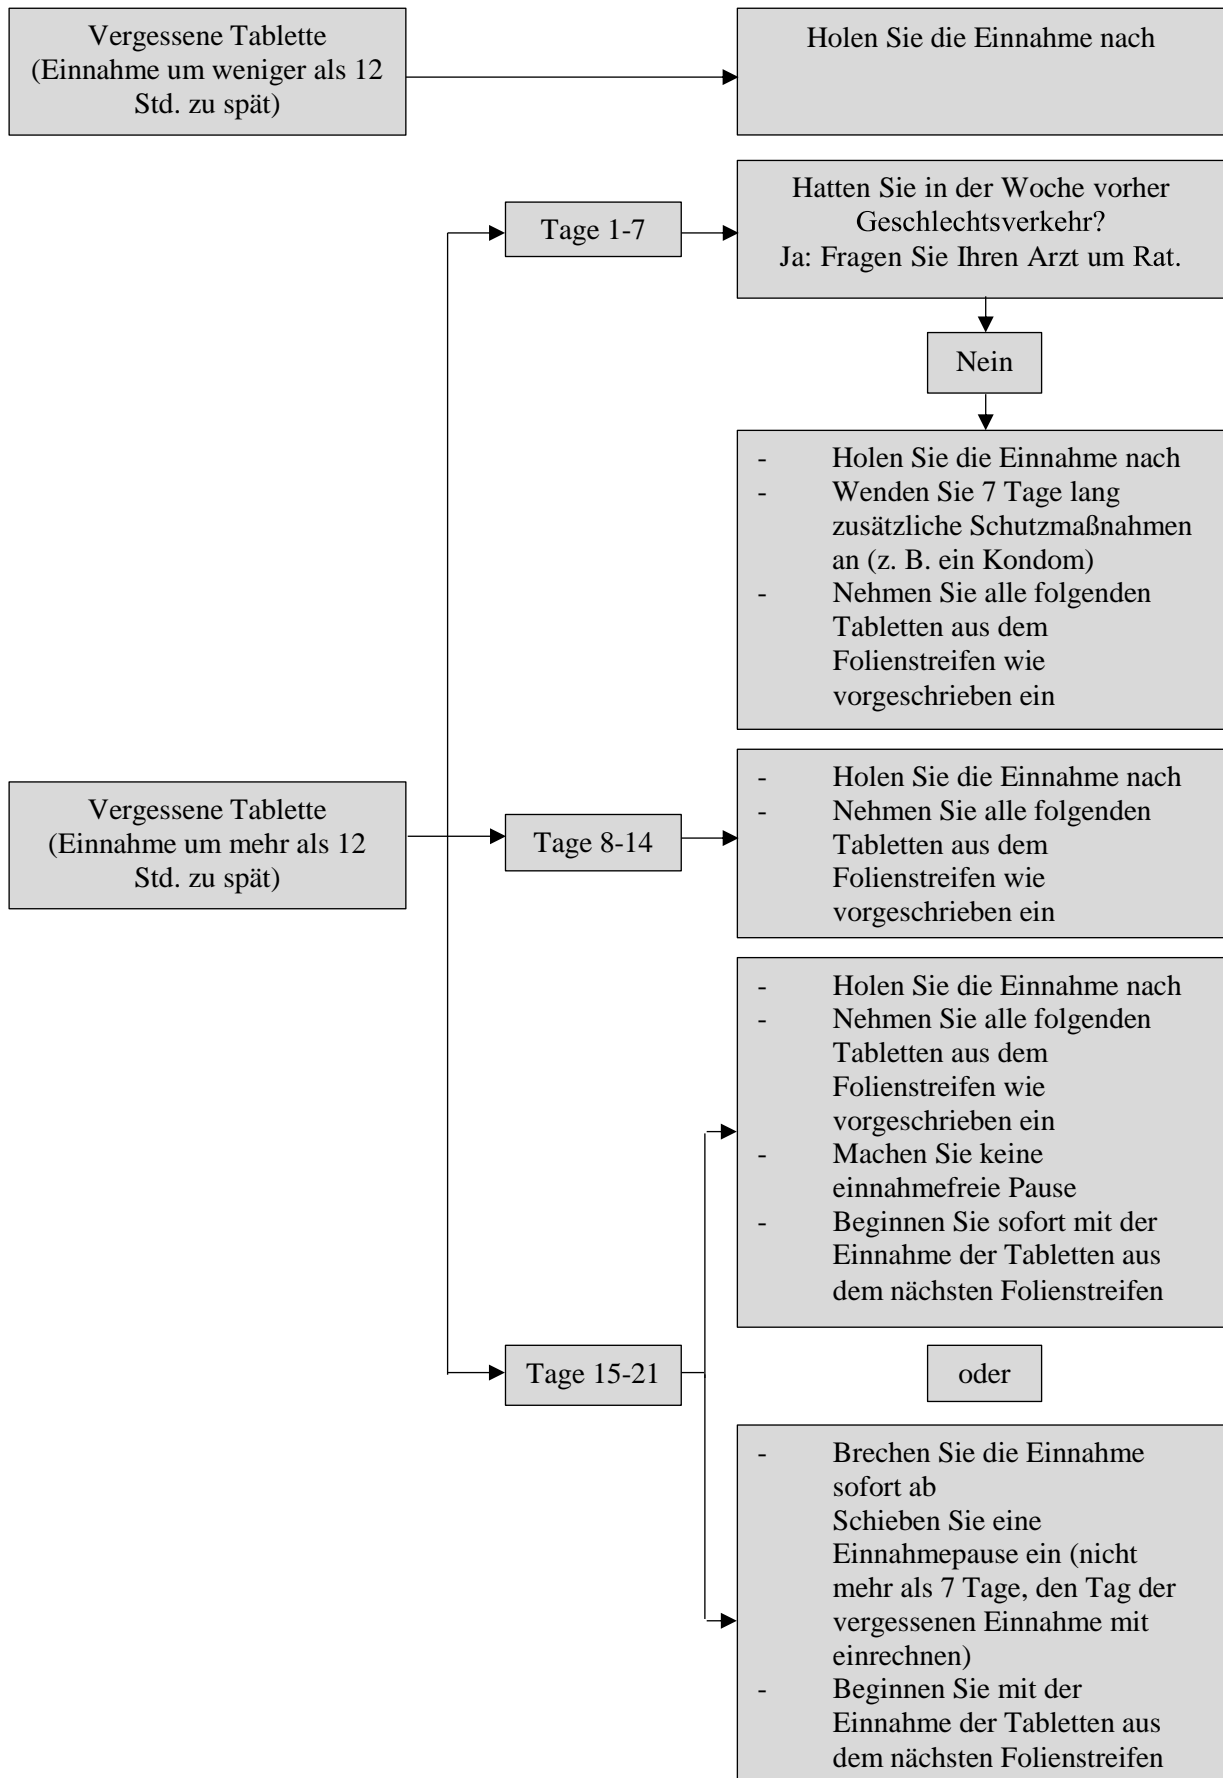 Vergessene Tablette
(Einnahme um weniger als 12
Std. zu spät)
Holen Sie die Einnahme nach
Tage 1-7
Hatten Sie in der Woche vorher
Geschlechtsverkehr?
Ja: Fragen Sie Ihren Arzt um Rat.
Nein
- Holen Sie die Einnahme nach
- Wenden Sie 7 Tage lang
zusätzliche Schutzmaßnahmen
an (z. B. ein Kondom)
- Nehmen Sie alle folgenden
Tabletten aus dem
Folienstreifen wie
vorgeschrieben ein
Vergessene Tablette
(Einnahme um mehr als 12
Std. zu spät)
Tage 8-14
- Holen Sie die Einnahme nach
- Nehmen Sie alle folgenden
Tabletten aus dem
Folienstreifen wie
vorgeschrieben ein
Tage 15-21
- Holen Sie die Einnahme nach
- Nehmen Sie alle folgenden
Tabletten aus dem
Folienstreifen wie
vorgeschrieben ein
- Machen Sie keine
einnahmefreie Pause
- Beginnen Sie sofort mit der
Einnahme der Tabletten aus
dem nächsten Folienstreifen
oder
- Brechen Sie die Einnahme
sofort ab
Schieben Sie eine
Einnahmepause ein (nicht
mehr als 7 Tage, den Tag der
vergessenen Einnahme mit
einrechnen)
- Beginnen Sie mit der
Einnahme der Tabletten aus
dem nächsten Folienstreifen